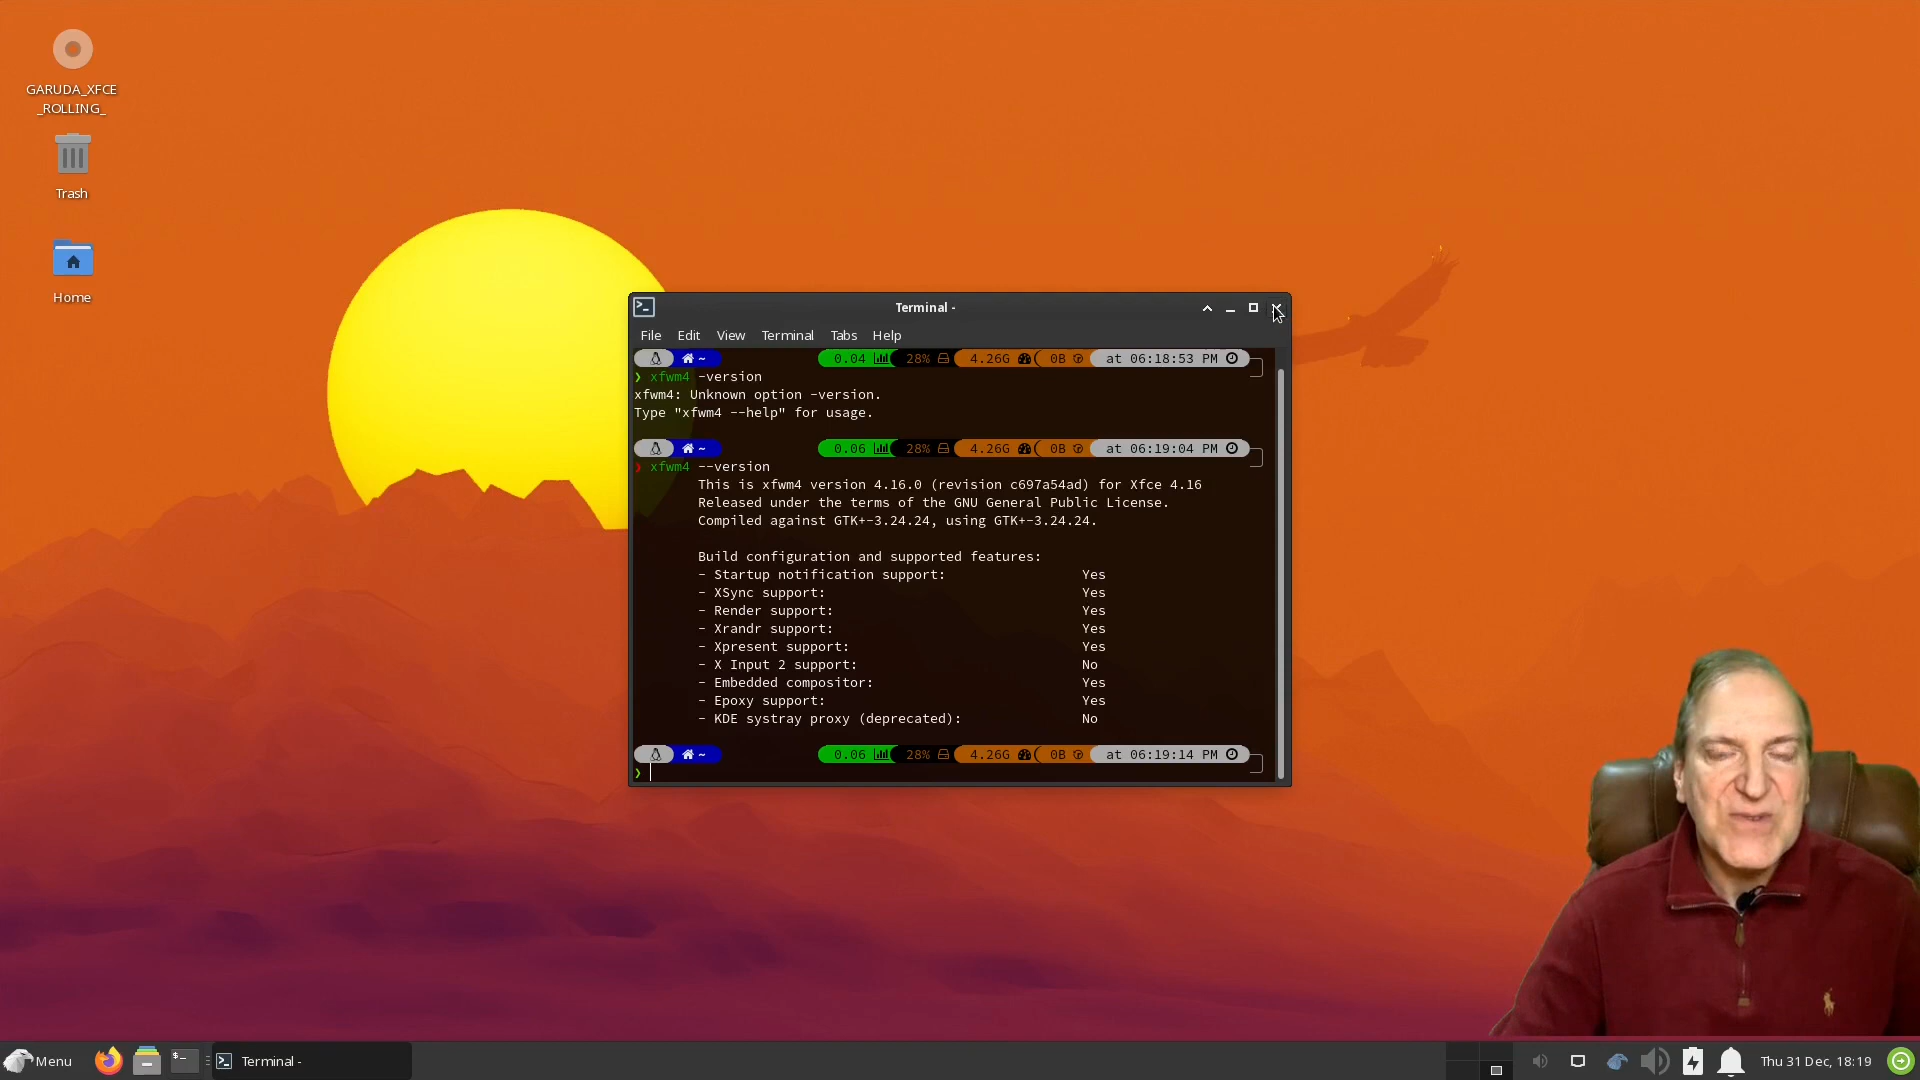 GARUDA_XFCE
_ROLLING_
Trash
Home
Terminal -
File Edit View Terminal Tabs Help
~ 0.04 28% 4.26G 0B at 06:18:53 PM
❯ xfwm4 -version
xfwm4: Unknown option -version.
Type "xfwm4 --help" for usage.
~ 0.06 28% 4.26G 0B at 06:19:04 PM
❯ xfwm4 --version
This is xfwm4 version 4.16.0 (revision c697a54ad) for Xfce 4.16
Released under the terms of the GNU General Public License.
Compiled against GTK+-3.24.24, using GTK+-3.24.24.
Build configuration and supported features:
- Startup notification support: Yes
- XSync support: Yes
- Render support: Yes
- Xrandr support: Yes
- Xpresent support: Yes
- X Input 2 support: No
- Embedded compositor: Yes
- Epoxy support: Yes
- KDE systray proxy (deprecated): No
~ 0.06 28% 4.26G 0B at 06:19:14 PM
❯
Menu Terminal - Thu 31 Dec, 18:19